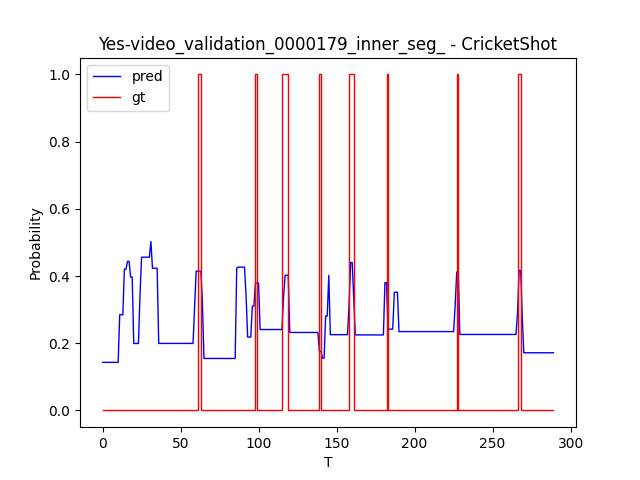 Yes-video_validation_0000179_inner_seg_ - CricketShot
pred
gt
1.0
0.8
0.6
0.4
0.2
0.0
Probability
0
50
100
150
200
250
300
T